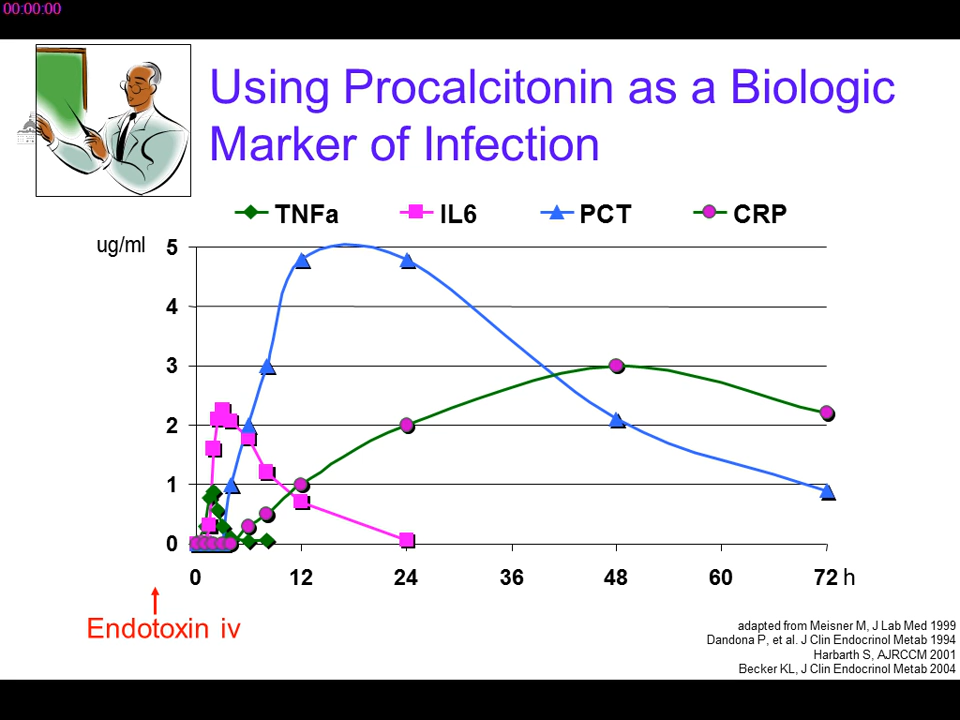 00:00:00
Using Procalcitonin as a Biologic
Marker of Infection
TNFa IL6 PCT CRP
ug/ml
5
4
3
2
1
0
0 12 24 36 48 60 72 h
Endotoxin iv
adapted from Meisner M, J Lab Med 1999
Dandona P, et al. J Clin Endocrinol Metab 1994
Harbarth S, AJRCCM 2001
Becker KL, J Clin Endocrinol Metab 2004